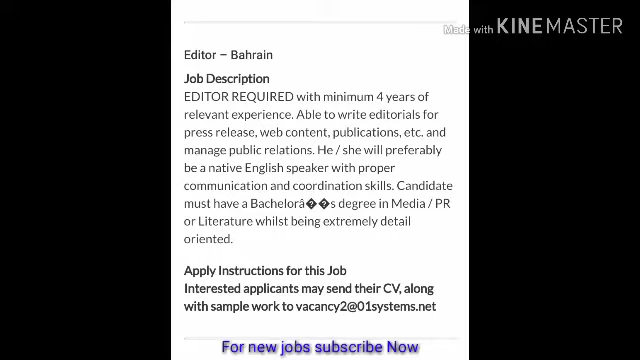 Made with KINEMASTER
Editor – Bahrain
Job Description
EDITOR REQUIRED with minimum 4 years of
relevant experience. Able to write editorials for
press release, web content, publications, etc. and
manage public relations. He / she will preferably
be a native English speaker with proper
communication and coordination skills. Candidate
must have a Bachelorâ��s degree in Media / PR
or Literature whilst being extremely detail
oriented.
Apply Instructions for this Job
Interested applicants may send their CV, along
with sample work to vacancy2@01systems.net
For new jobs subscribe Now